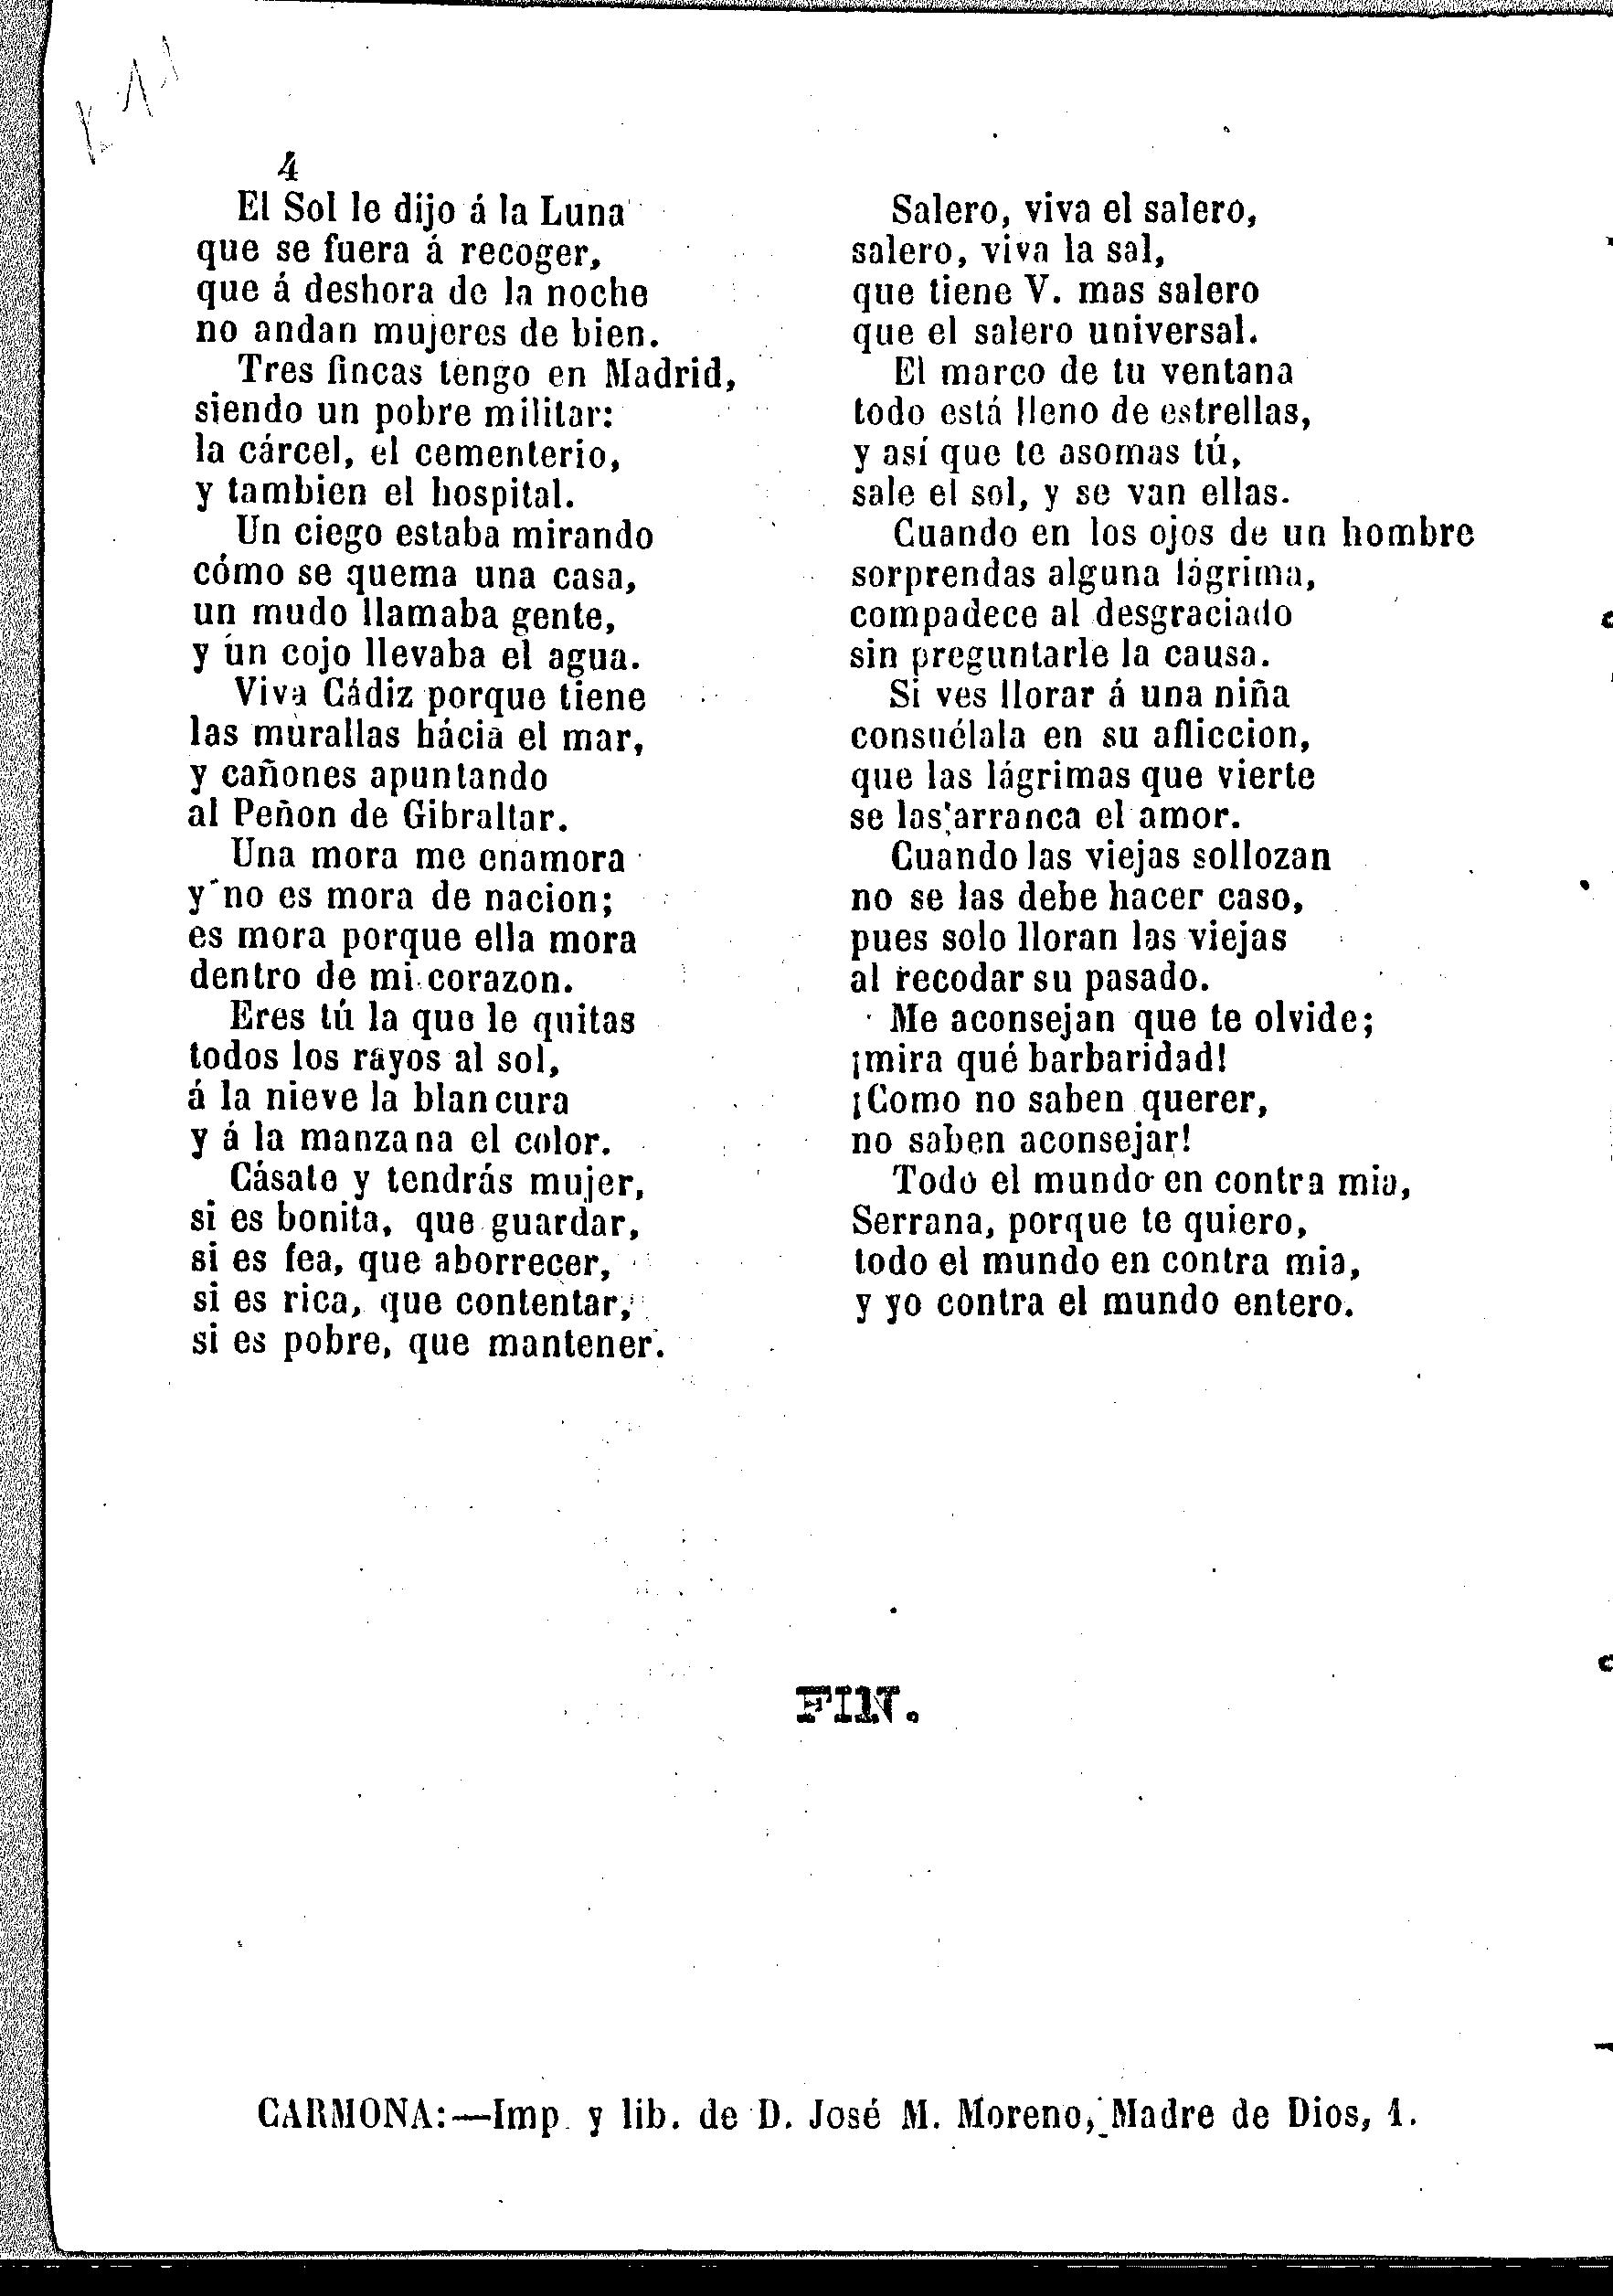 4
El Sol le dijo á la Luna
que se fuera á recoger,
que á deshora de la noche
no andan mujeres de bien.
Tres fincas tengo en Madrid,
siendo un pobre militar:
la cárcel, el cementerio,
y tambien el hospital.
Un ciego estaba mirando
cómo se quema una casa,
un mudo llamaba gente,
y un cojo llevaba el agua.
Viva Cádiz porque tiene
las murallas hácia el mar,
y cañones apuntando
al Peñon de Gibraltar.
Una mora me enamora
y no es mora de nacion;
es mora porque ella mora
dentro de mi corazon.
Eres tú la que le quitas
todos los rayos al sol,
á la nieve la blancura
y á la manzana el color.
Cásate y tendrás mujer,
si es bonita, que guardar,
si es fea, que aborrecer,
si es rica, que contentar,
si es pobre, que mantener.
Salero, viva el salero,
salero, viva la sal,
que tiene V. mas salero
que el salero universal.
El marco de tu ventana
todo está lleno de estrellas,
y así que te asomas tú,
sale el sol, y se van ellas.
Cuando en los ojos de un hombre
sorprendas alguna lágrima,
compadece al desgraciado
sin preguntarle la causa.
Si ves llorar á una niña
consuélala en su afliccion,
que las lágrimas que vierte
se las arranca el amor.
Cuando las viejas sollozan
no se las debe hacer caso,
pues solo lloran las viejas
al recodar su pasado.
Me aconsejan que te olvide;
¡mira qué barbaridad!
¡Como no saben querer,
no saben aconsejar!
Todo el mundo en contra mia,
Serrana, porque te quiero,
todo el mundo en contra mia,
y yo contra el mundo entero.
FIN.
CARMONA:—Imp. y lib. de D. José M. Moreno, Madre de Dios, 1.